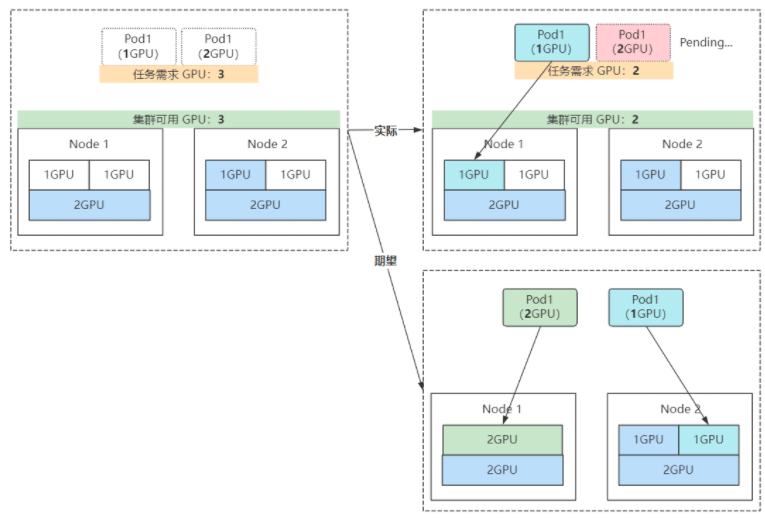 Pod1
(1GPU)
Pod1
(2GPU)
任务需求 GPU：3
集群可用 GPU：3
Node 1
1GPU
1GPU
2GPU
Node 2
1GPU
1GPU
2GPU
实际
期望
Pod1
(1GPU)
Pod1
(2GPU)
Pending...
任务需求 GPU：2
集群可用 GPU：2
Node 1
1GPU
1GPU
2GPU
Node 2
1GPU
1GPU
2GPU
Pod1
(2GPU)
Pod1
(1GPU)
Node 1
2GPU
2GPU
Node 2
1GPU
1GPU
2GPU